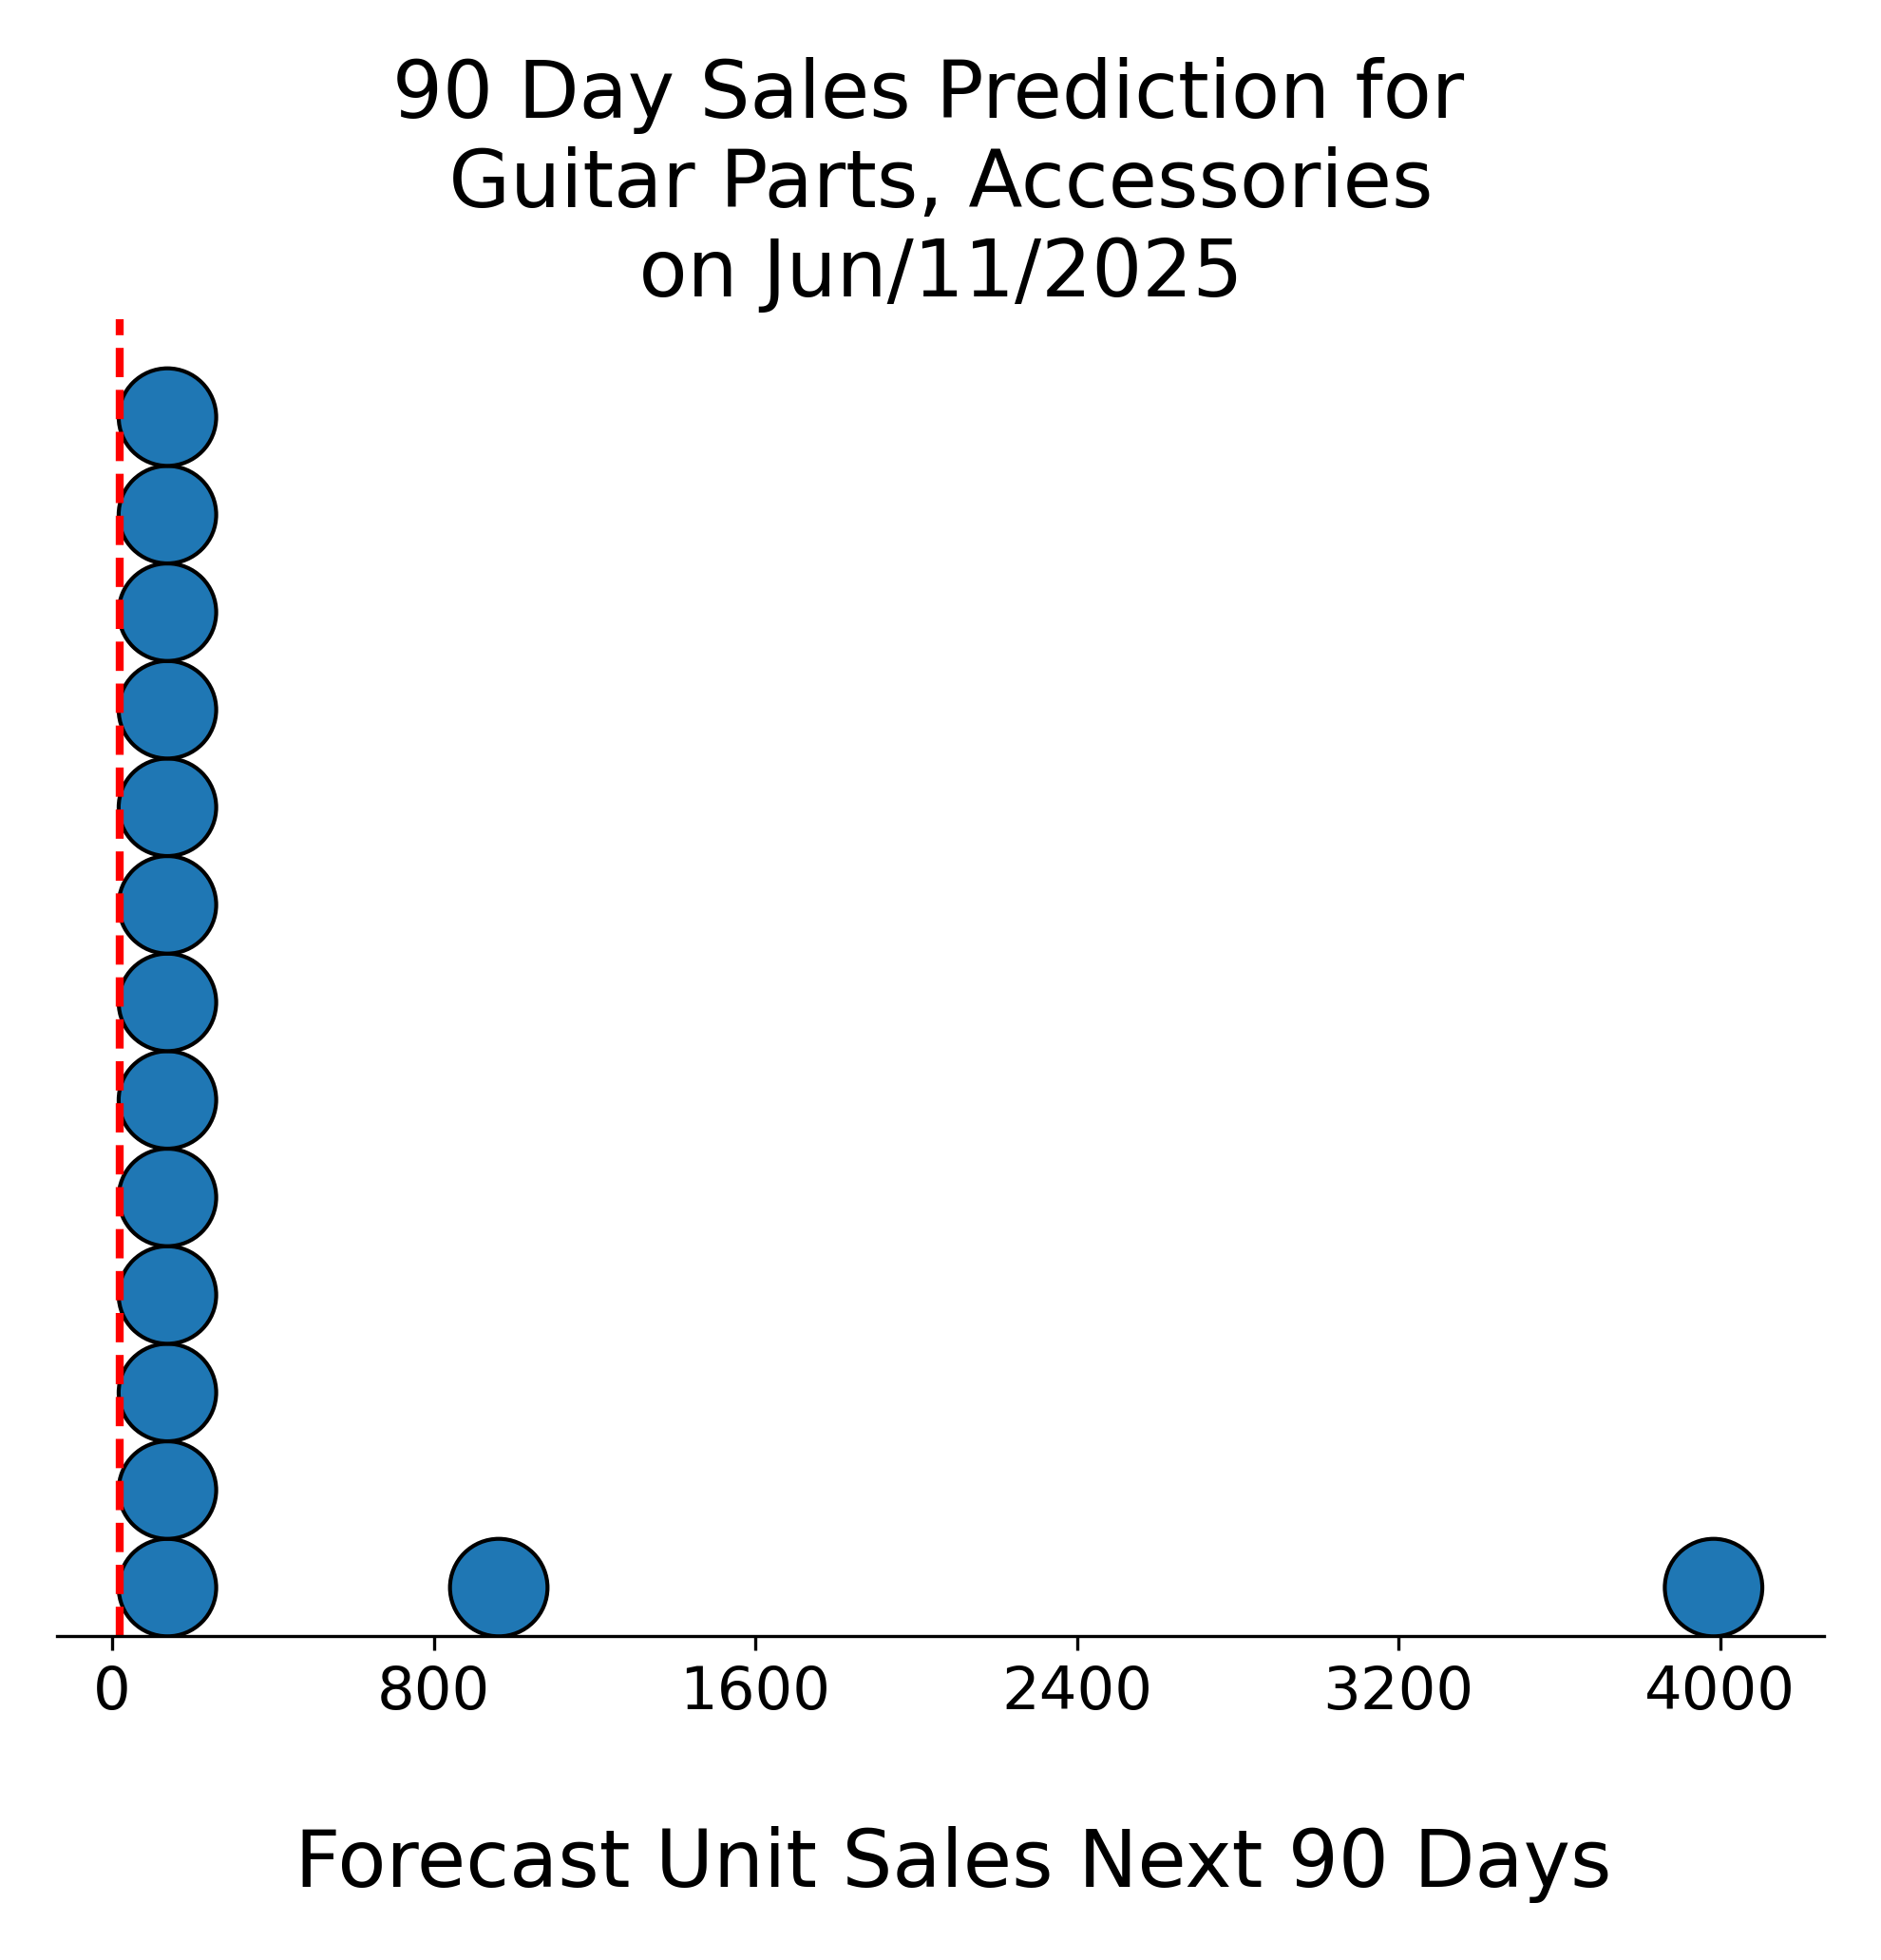 90 Day Sales Prediction for
Guitar Parts, Accessories
on Jun/11/2025
0 800 1600 2400 3200 4000
Forecast Unit Sales Next 90 Days